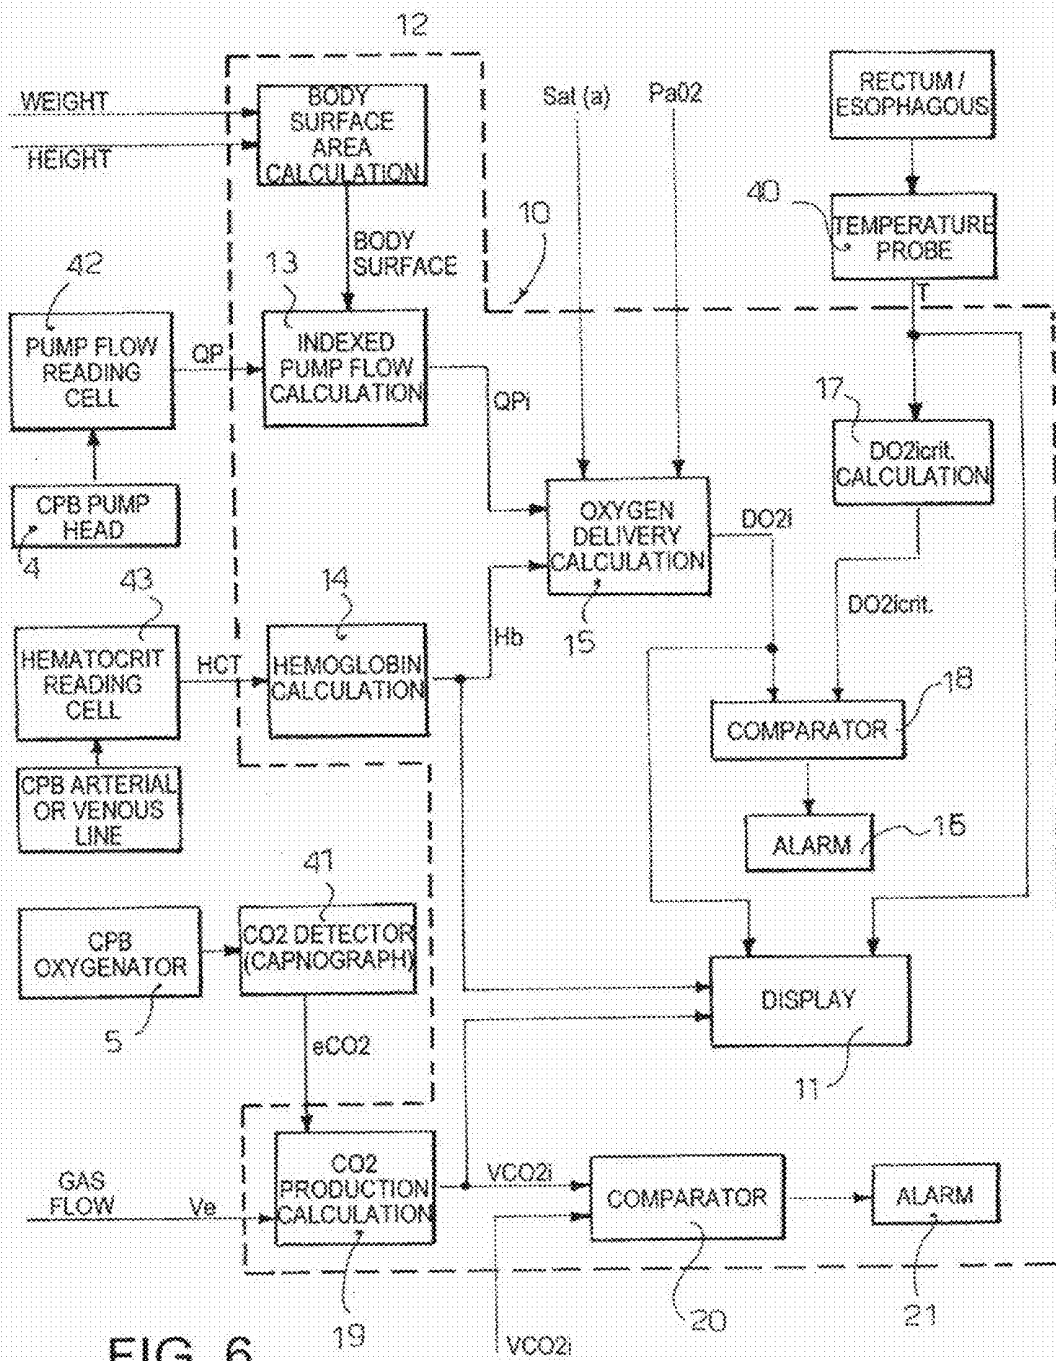 12
WEIGHT
HEIGHT
BODY
SURFACE
AREA
CALCULATION
Sat (a)
Pa02
RECTUM /
ESOPHAGOUS
40
TEMPERATURE
PROBE
T
10
BODY
SURFACE
42
13
PUMP FLOW
READING
CELL
QP
INDEXED
PUMP FLOW
CALCULATION
QPi
17
DO2icrit.
CALCULATION
CPB PUMP
HEAD
4
OXYGEN
DELIVERY
CALCULATION
15
DO2i
DO2icrit.
43
14
HEMATOCRIT
READING
CELL
HCT
HEMOGLOBIN
CALCULATION
Hb
18
COMPARATOR
CPB ARTERIAL
OR VENOUS
LINE
ALARM
16
41
CPB
OXYGENATOR
5
CO2 DETECTOR
(CAPNOGRAPH)
eCO2
DISPLAY
11
GAS
FLOW
Ve
CO2
PRODUCTION
CALCULATION
19
VCO2i
COMPARATOR
20
ALARM
21
VCO2i
FIG. 6